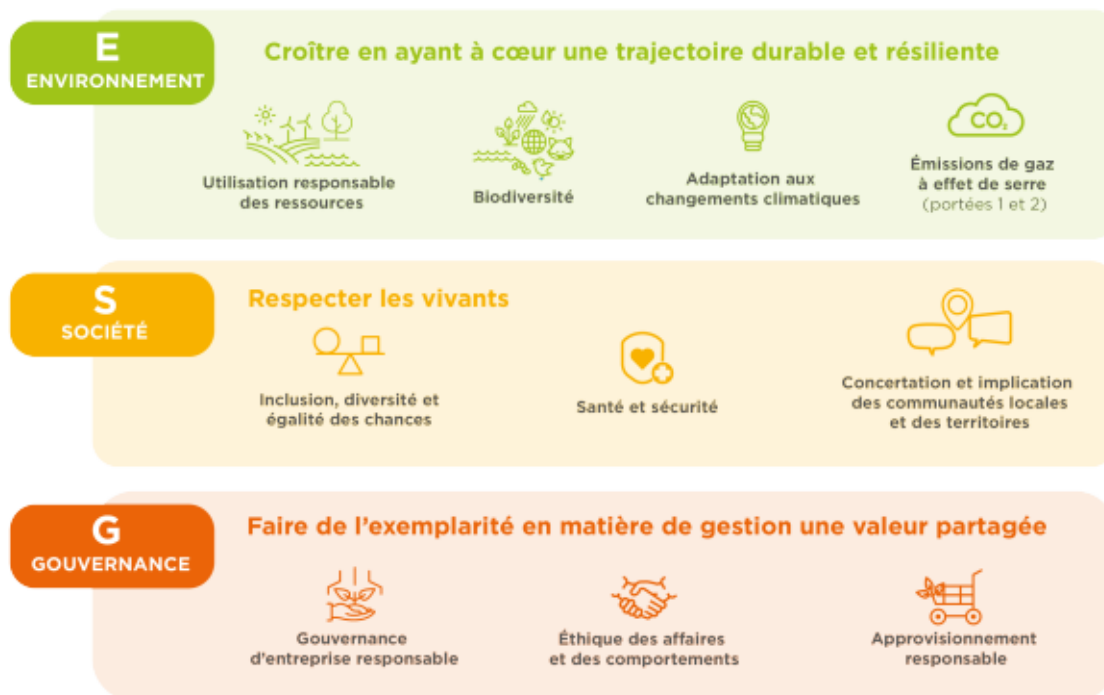 E
ENVIRONNEMENT
Croître en ayant à cœur une trajectoire durable et résiliente
Utilisation responsable
des ressources
Biodiversité
Adaptation aux
changements climatiques
CO₂
Émissions de gaz
à effet de serre
(portées 1 et 2)
S
SOCIÉTÉ
Respecter les vivants
Inclusion, diversité et
égalité des chances
Santé et sécurité
Concertation et implication
des communautés locales
et des territoires
G
GOUVERNANCE
Faire de l’exemplarité en matière de gestion une valeur partagée
Gouvernance
d’entreprise responsable
Éthique des affaires
et des comportements
Approvisionnement
responsable